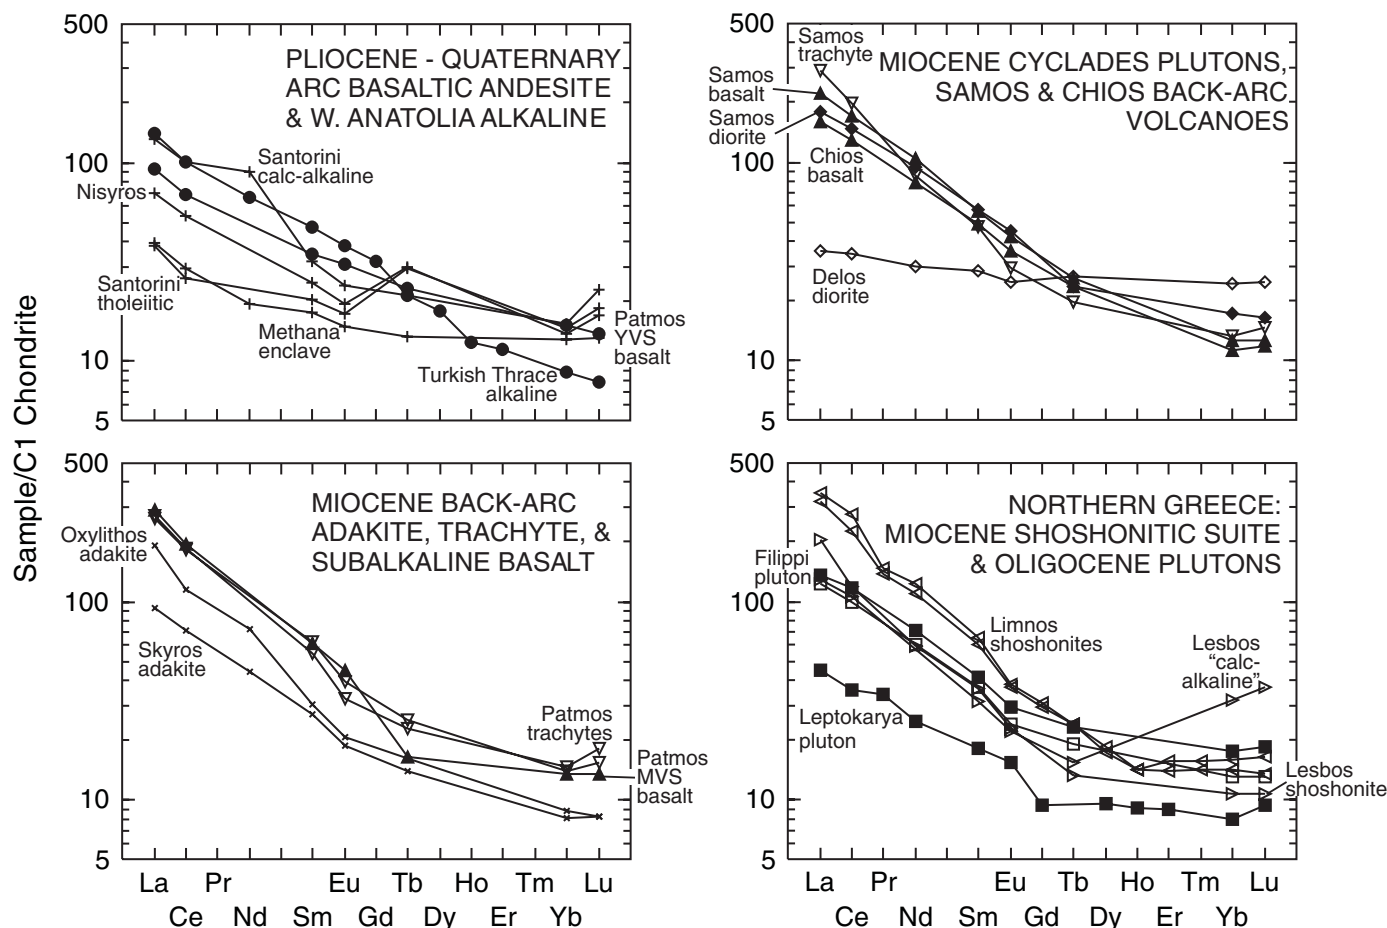 Sample/C1 Chondrite
500
100
10
5
PLIOCENE - QUATERNARY
ARC BASALTIC ANDESITE
& W. ANATOLIA ALKALINE
Santorini
calc-alkaline
Nisyros
Santorini
tholeiitic
Methana
enclave
Patmos
YVS
basalt
Turkish Thrace
alkaline
500
100
10
5
Samos
trachyte
MIOCENE CYCLADES PLUTONS,
SAMOS & CHIOS BACK-ARC
VOLCANOES
Samos
basalt
Samos
diorite
Chios
basalt
Delos
diorite
500
100
10
5
MIOCENE BACK-ARC
ADAKITE, TRACHYTE, &
SUBALKALINE BASALT
Oxylithos
adakite
Skyros
adakite
Patmos
trachytes
Patmos
MVS
basalt
La Pr Eu Tb Ho Tm Lu
Ce Nd Sm Gd Dy Er Yb
500
100
10
5
NORTHERN GREECE:
MIOCENE SHOSHONITIC SUITE
& OLIGOCENE PLUTONS
Filippi
pluton
Limnos
shoshonites
Lesbos
“calc-
alkaline”
Leptokarya
pluton
Lesbos
shoshonite
La Pr Eu Tb Ho Tm Lu
Ce Nd Sm Gd Dy Er Yb